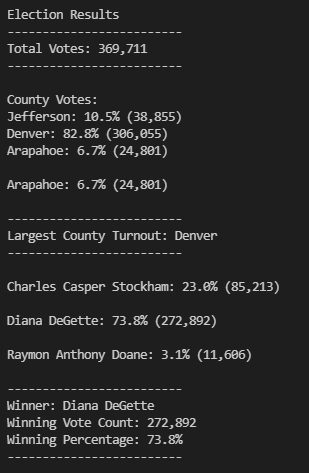 Election Results
-------------------------
Total Votes: 369,711
-------------------------
County Votes:
Jefferson: 10.5% (38,855)
Denver: 82.8% (306,055)
Arapahoe: 6.7% (24,801)
Arapahoe: 6.7% (24,801)
-------------------------
Largest County Turnout: Denver
-------------------------
Charles Casper Stockham: 23.0% (85,213)
Diana DeGette: 73.8% (272,892)
Raymon Anthony Doane: 3.1% (11,606)
-------------------------
Winner: Diana DeGette
Winning Vote Count: 272,892
Winning Percentage: 73.8%
-------------------------